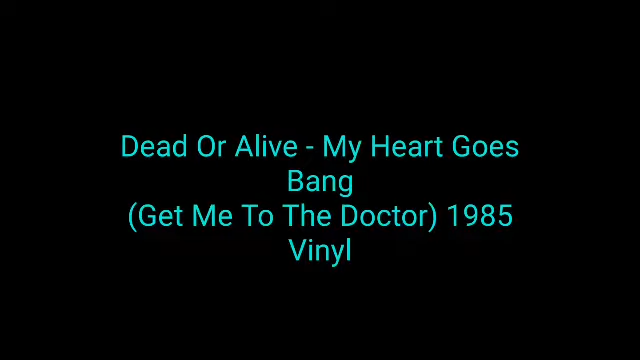 Dead Or Alive - My Heart Goes
Bang
(Get Me To The Doctor) 1985
Vinyl